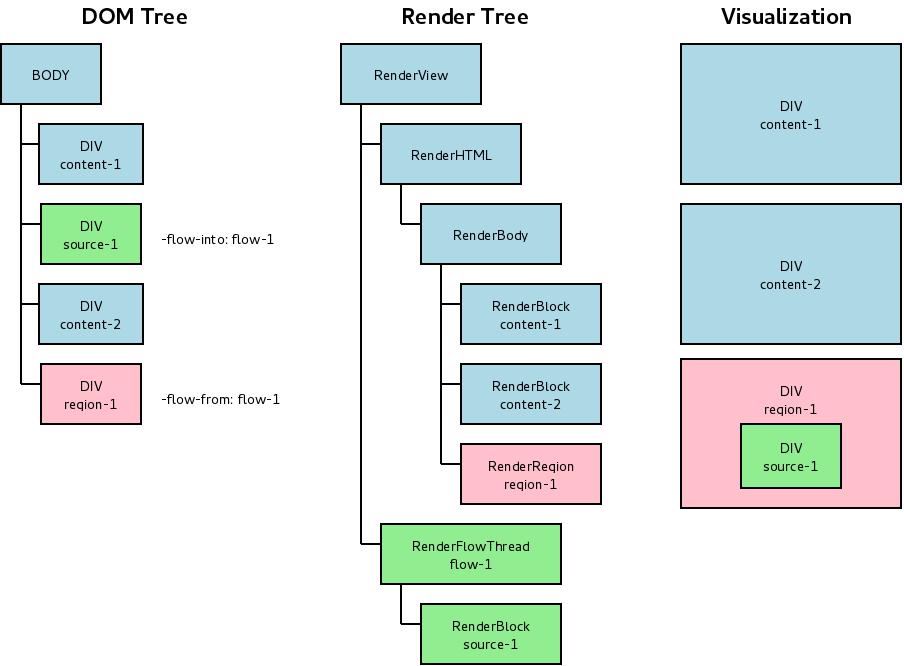 DOM Tree
BODY
DIV
content-1
DIV
source-1
-flow-into: flow-1
DIV
content-2
DIV
region-1
-flow-from: flow-1
Render Tree
RenderView
RenderHTML
RenderBody
RenderBlock
content-1
RenderBlock
content-2
RenderRegion
region-1
RenderFlowThread
flow-1
RenderBlock
source-1
Visualization
DIV
content-1
DIV
content-2
DIV
region-1
DIV
source-1